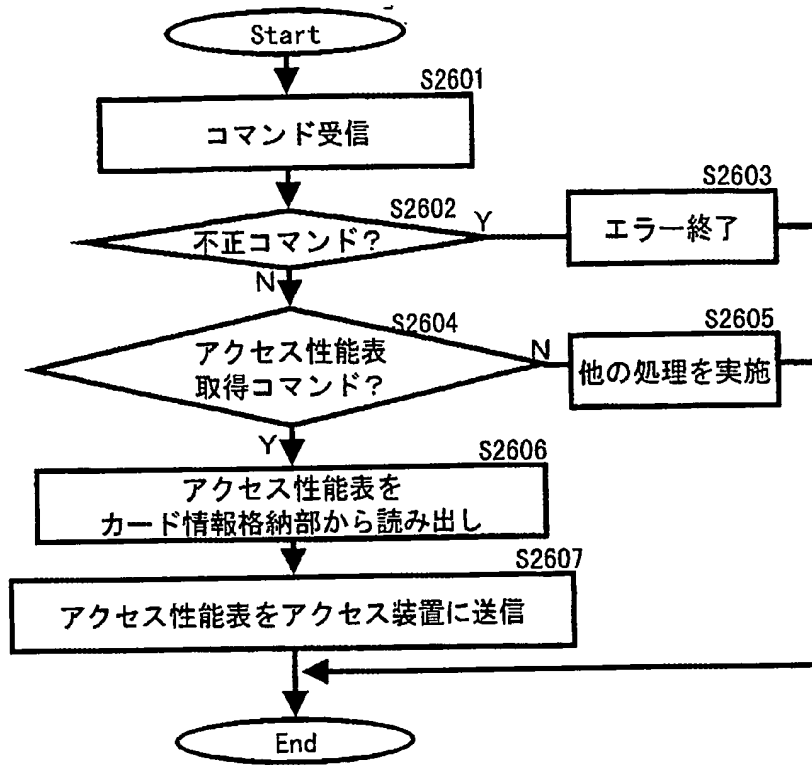 Start
S2601
コマンド受信
S2602
不正コマンド?
Y
N
S2603
エラー終了
S2604
アクセス性能表
取得コマンド?
N
Y
S2605
他の処理を実施
S2606
アクセス性能表を
カード情報格納部から読み出し
S2607
アクセス性能表をアクセス装置に送信
End